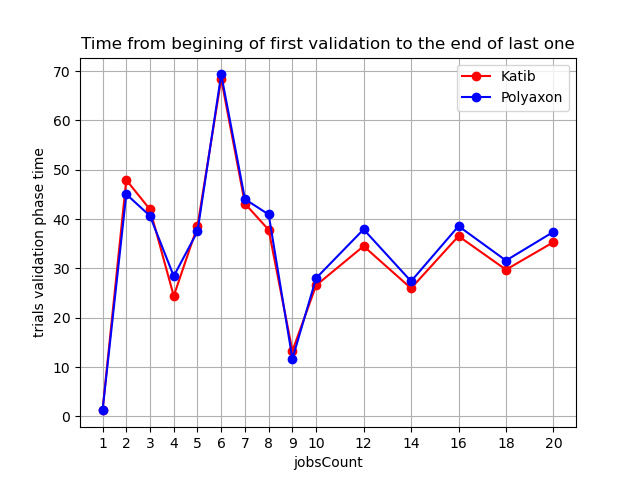 Time from begining of first validation to the end of last one
Katib
Polyaxon
trials validation phase time
70
60
50
40
30
20
10
0
1 2 3 4 5 6 7 8 9 10 12 14 16 18 20
jobsCount